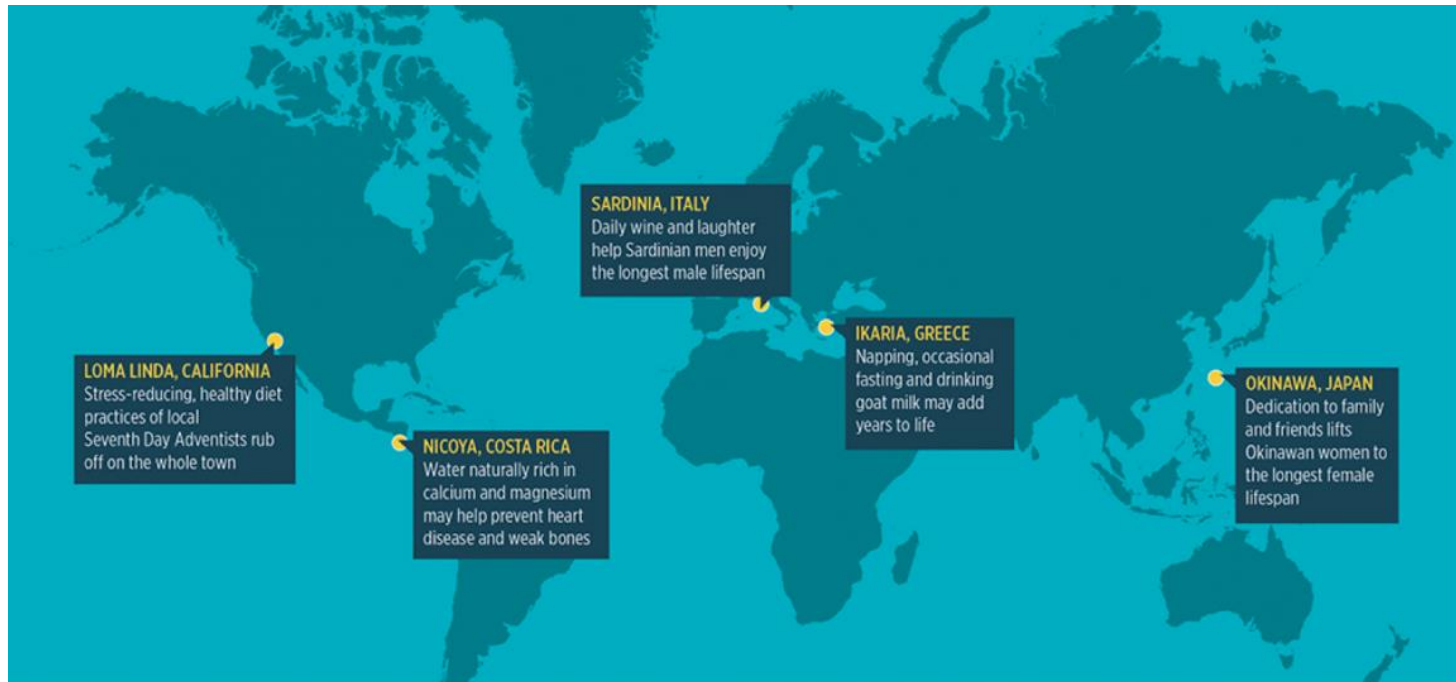 SARDINIA, ITALY
Daily wine and laughter
help Sardinian men enjoy
the longest male lifespan
IKARIA, GREECE
Napping, occasional
fasting and drinking
goat milk may add
years to life
LOMA LINDA, CALIFORNIA
Stress-reducing, healthy diet
practices of local
Seventh Day Adventists rub
off on the whole town
OKINAWA, JAPAN
Dedication to family
and friends lifts
Okinawan women to
the longest female
lifespan
NICOYA, COSTA RICA
Water naturally rich in
calcium and magnesium
may help prevent heart
disease and weak bones